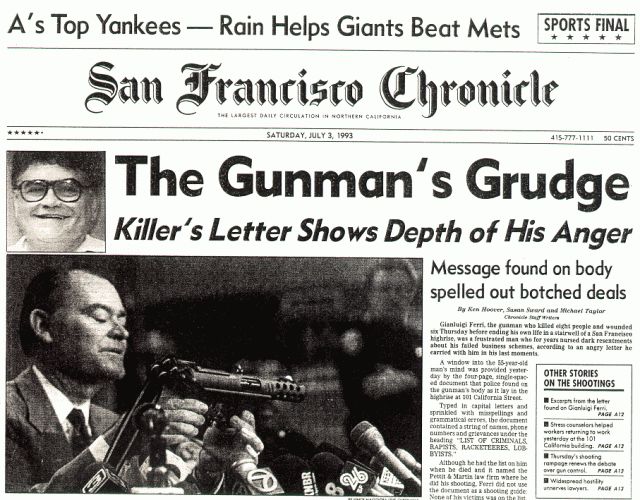 A's Top Yankees — Rain Helps Giants Beat Mets
SPORTS FINAL
★ ★ ★ ★ ★
San Francisco Chronicle
THE LARGEST DAILY CIRCULATION IN NORTHERN CALIFORNIA
SATURDAY, JULY 3, 1993
415-777-1111 50 CENTS
The Gunman's Grudge
Killer's Letter Shows Depth of His Anger
Message found on body
spelled out botched deals
By Ken Hoover, Susan Sward and Michael Taylor
Chronicle Staff Writers
Gianluigi Ferri, the gunman who killed eight people and wounded
six Thursday before ending his own life in a stairwell of a San Francisco
highrise, was a frustrated man who for years nursed dark resentments
about his failed business schemes, according to an angry letter he
carried with him in his last moments.
A window into the 55-year-old
man's mind was provided yester-
day by the four-page, single-spac-
ed document that police found on
the gunman's body as it lay in the
highrise at 101 California Street.
Typed in capital letters and
sprinkled with misspellings and
grammatical errors, the document
contained a string of names, phone
numbers and grievances under the
heading "LIST OF CRIMINALS,
RAPISTS, RACKETEERERS, LOB-
BYISTS."
Although he had the list on him
when he died and it named the
Pettit & Martin law firm where he
did his shooting, Ferri did not use
the document as a shooting guide:
None of his victims was on the list.
OTHER STORIES
ON THE SHOOTINGS
■ Excerpts from the letter
found on Gianluigi Ferri.
PAGE A12
■ Stress counselors helped
workers returning to work
yesterday at the 101
California building. PAGE A12
■ Thursday's shooting
rampage renews the debate
over gun control. PAGE A12
■ Widespread hostility
unnerves lawyers. PAGE A13